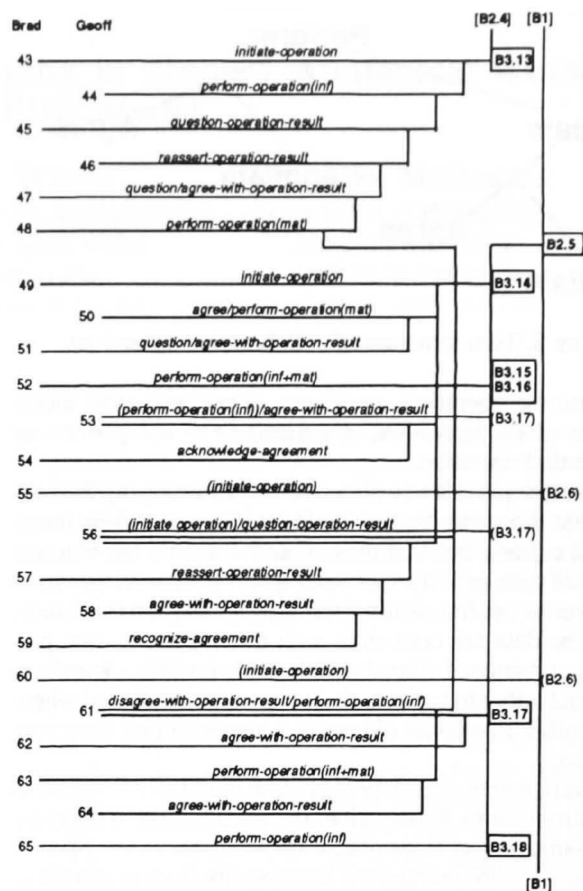 Brad Geoff [B2.4] [B1]
43 initiate-operation B3.13
44 perform-operation(inf)
45 question-operation-result
46 reassert-operation-result
47 question/agree-with-operation-result
48 perform-operation(mat)
B2.5
49 initiate-operation B3.14
50 agree/perform-operation(mat)
51 question/agree-with-operation-result
B3.15
52 perform-operation(inf+mat) B3.16
53 (perform-operation(inf))/agree-with-operation-result (B3.17)
54 acknowledge-agreement
55 (initiate-operation) (B2.6)
56 (initiate operation)/question-operation-result (B3.17)
57 reassert-operation-result
58 agree-with-operation-result
59 recognize-agreement
60 (initiate-operation) (B2.6)
61 disagree-with-operation-result/perform-operation(inf) B3.17
62 agree-with-operation-result
63 perform-operation(inf+mat)
64 agree-with-operation-result
65 perform-operation(inf) B3.18
[B1]